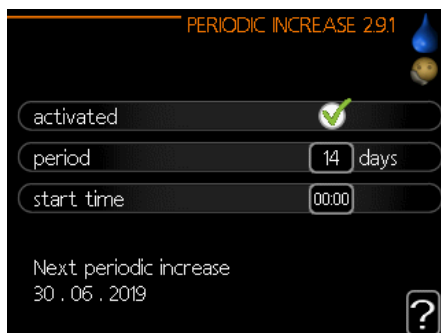 PERIODIC INCREASE 2.9.1
activated
period 14 days
start time 00:00
Next periodic increase
30 . 06 . 2019
?